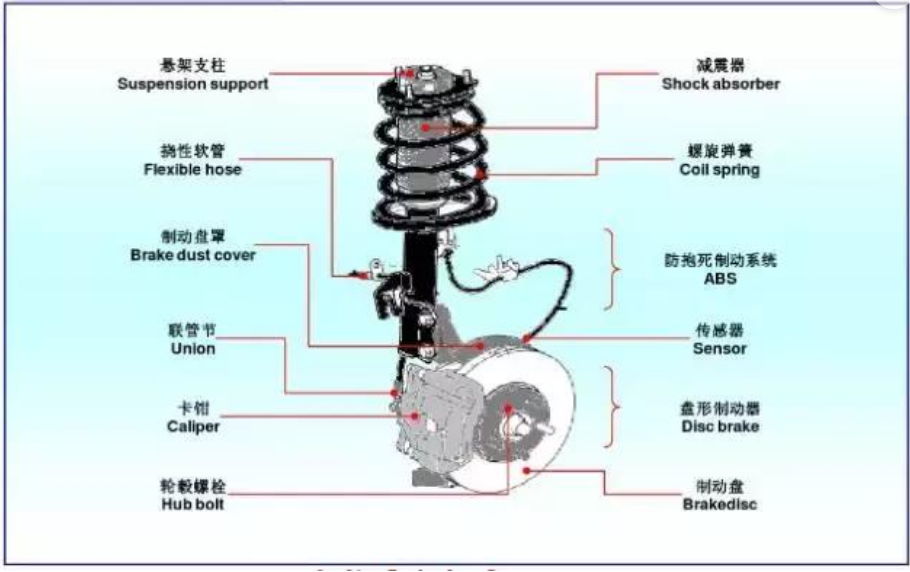 悬架支柱
Suspension support
减震器
Shock absorber
挠性软管
Flexible hose
螺旋弹簧
Coil spring
制动盘罩
Brake dust cover
防抱死制动系统
ABS
联管节
Union
传感器
Sensor
卡钳
Caliper
盘形制动器
Disc brake
轮毂螺栓
Hub bolt
制动盘
Brakedisc